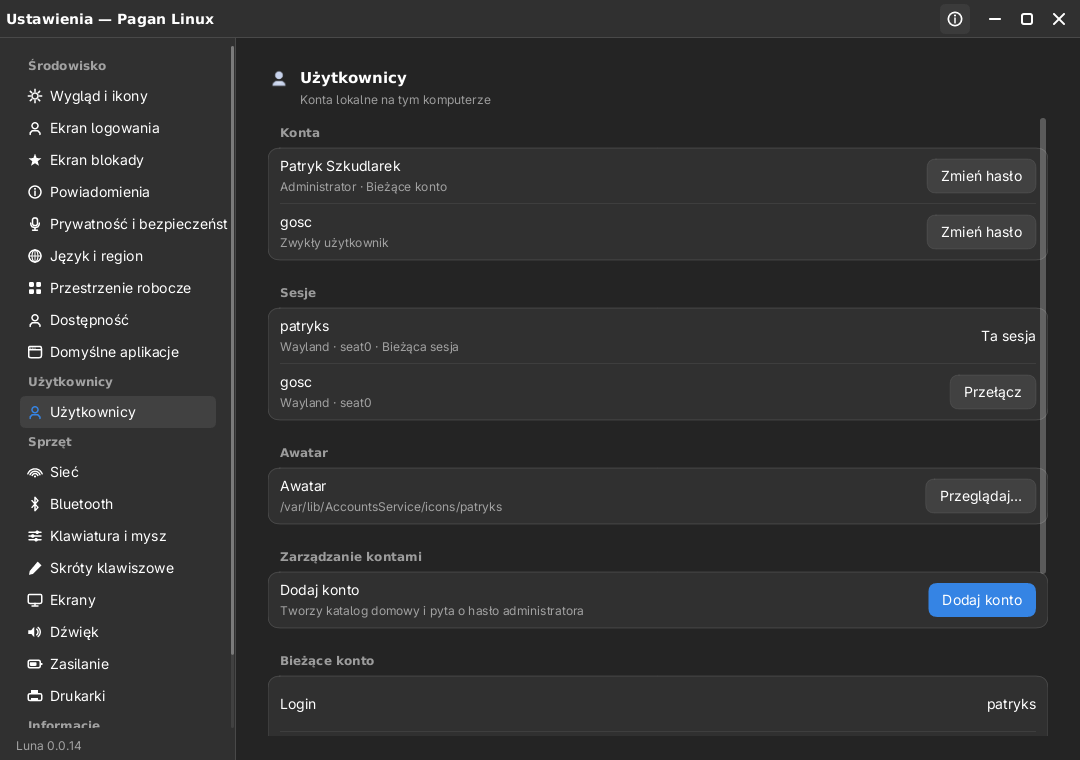 Ustawienia — Pagan Linux
Środowisko
Wygląd i ikony
Ekran logowania
Ekran blokady
Powiadomienia
Prywatność i bezpieczeńst
Język i region
Przestrzenie robocze
Dostępność
Domyślne aplikacje
Użytkownicy
Użytkownicy
Sprzęt
Sieć
Bluetooth
Klawiatura i mysz
Skróty klawiszowe
Ekrany
Dźwięk
Zasilanie
Drukarki
Informacje
Luna 0.0.14
Użytkownicy
Konta lokalne na tym komputerze
Konta
Patryk Szkudlarek
Administrator · Bieżące konto
Zmień hasło
gosc
Zwykły użytkownik
Zmień hasło
Sesje
patryks
Wayland · seat0 · Bieżąca sesja
Ta sesja
gosc
Wayland · seat0
Przełącz
Awatar
Awatar
/var/lib/AccountsService/icons/patryks
Przeglądaj...
Zarządzanie kontami
Dodaj konto
Tworzy katalog domowy i pyta o hasło administratora
Dodaj konto
Bieżące konto
Login
patryks